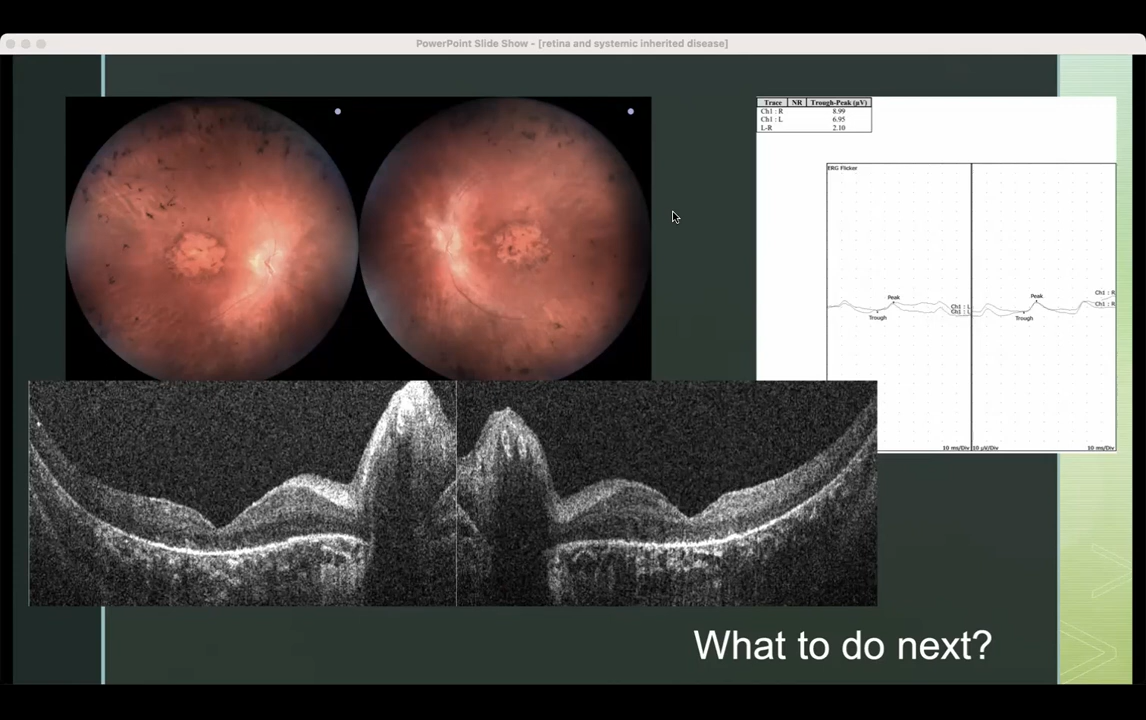 PowerPoint Slide Show - [retina and systemic inherited disease]
Trace NR Trough-Peak (µV)
Ch1 : R 8.99
Ch1 : L 6.95
L-R 2.10
ERG Flicker
Peak
Trough
Ch1 : L
Ch1 : L
Peak
Trough
Ch1 : R
Ch1 : R
10 ms/Div
10 µV/Div
10 ms/Div
What to do next?